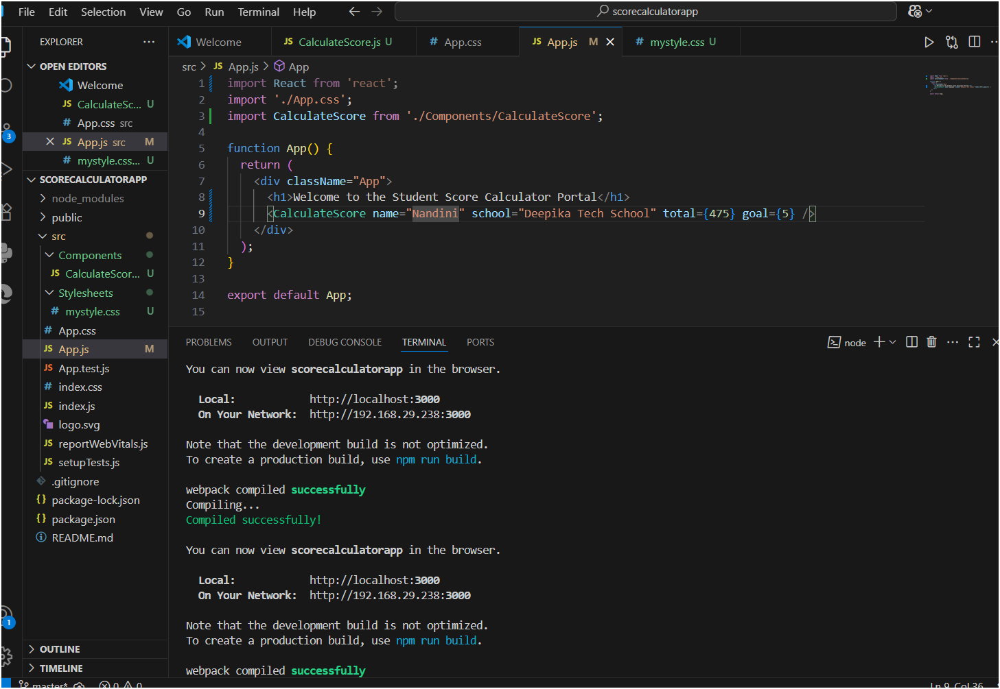 File Edit Selection View Go Run Terminal Help scorecalculatorapp
EXPLORER ···
OPEN EDITORS
Welcome
JS CalculateSc... U
# App.css src
JS App.js src M
# mystyle.css... U
SCORECALCULATORAPP
node_modules
public
src
Components
JS CalculateScor... U
Stylesheets
# mystyle.css U
# App.css
JS App.js M
JS App.test.js
# index.css
JS index.js
logo.svg
JS reportWebVitals.js
JS setupTests.js
.gitignore
{} package-lock.json
{} package.json
README.md
OUTLINE
TIMELINE
3
1
Welcome JS CalculateScore.js U # App.css JS App.js M # mystyle.css U
src > JS App.js > App
1 import React from 'react';
2 import './App.css';
3 import CalculateScore from './Components/CalculateScore';
4
5 function App() {
6 return (
7 <div className="App">
8 <h1>Welcome to the Student Score Calculator Portal</h1>
9 <CalculateScore name="Nandini" school="Deepika Tech School" total={475} goal={5} />
10 </div>
11 );
12 }
13
14 export default App;
15
PROBLEMS OUTPUT DEBUG CONSOLE TERMINAL PORTS node
You can now view scorecalculatorapp in the browser.
Local: http://localhost:3000
On Your Network: http://192.168.29.238:3000
Note that the development build is not optimized.
To create a production build, use npm run build.
webpack compiled successfully
Compiling...
Compiled successfully!
You can now view scorecalculatorapp in the browser.
Local: http://localhost:3000
On Your Network: http://192.168.29.238:3000
Note that the development build is not optimized.
To create a production build, use npm run build.
webpack compiled successfully
master* 0 0 Ln 9, Col 36